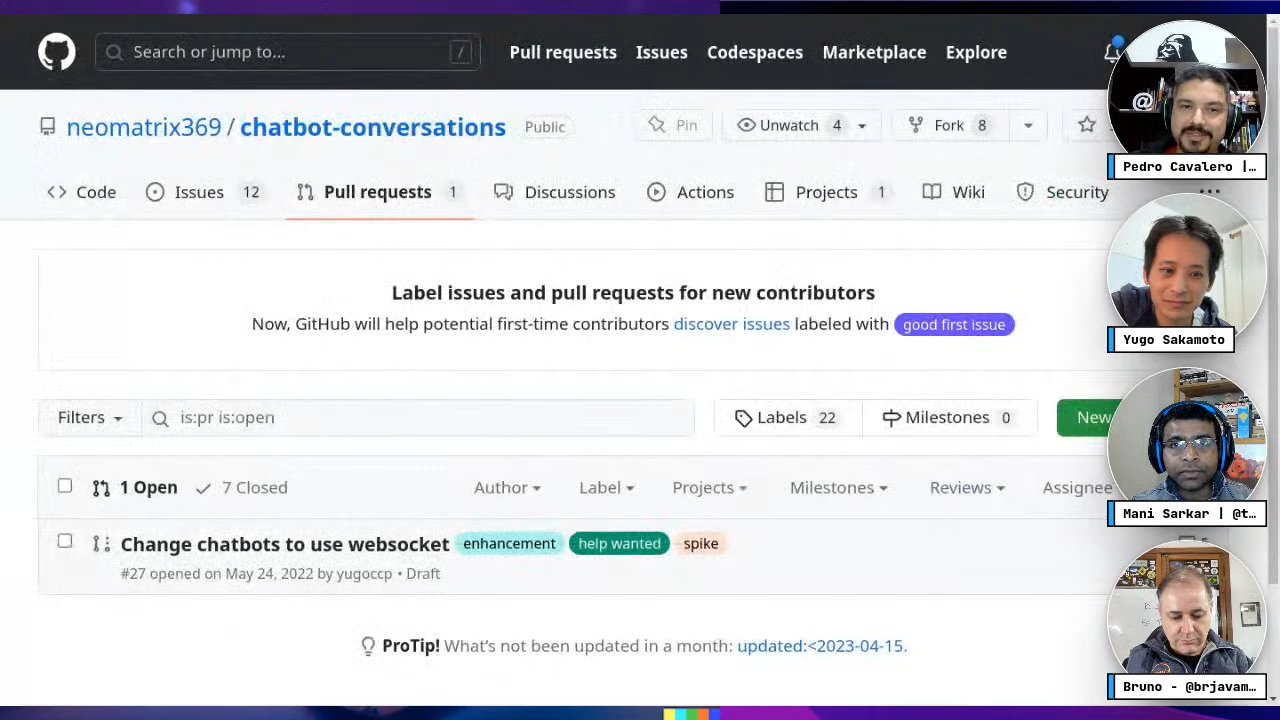 Search or jump to... /
Pull requests Issues Codespaces Marketplace Explore
neomatrix369 / chatbot-conversations Public
Pin Unwatch 4 Fork 8
Code Issues 12 Pull requests 1 Discussions Actions Projects 1 Wiki Security ...
Label issues and pull requests for new contributors
Now, GitHub will help potential first-time contributors discover issues labeled with good first issue
Filters is:pr is:open Labels 22 Milestones 0 New
1 Open 7 Closed Author Label Projects Milestones Reviews Assignee
Change chatbots to use websocket enhancement help wanted spike
#27 opened on May 24, 2022 by yugoccp • Draft
ProTip! What's not been updated in a month: updated:<2023-04-15.
@
Pedro Cavalero |…
Yugo Sakamoto
Mani Sarkar | @t…
Bruno - @brjavam…